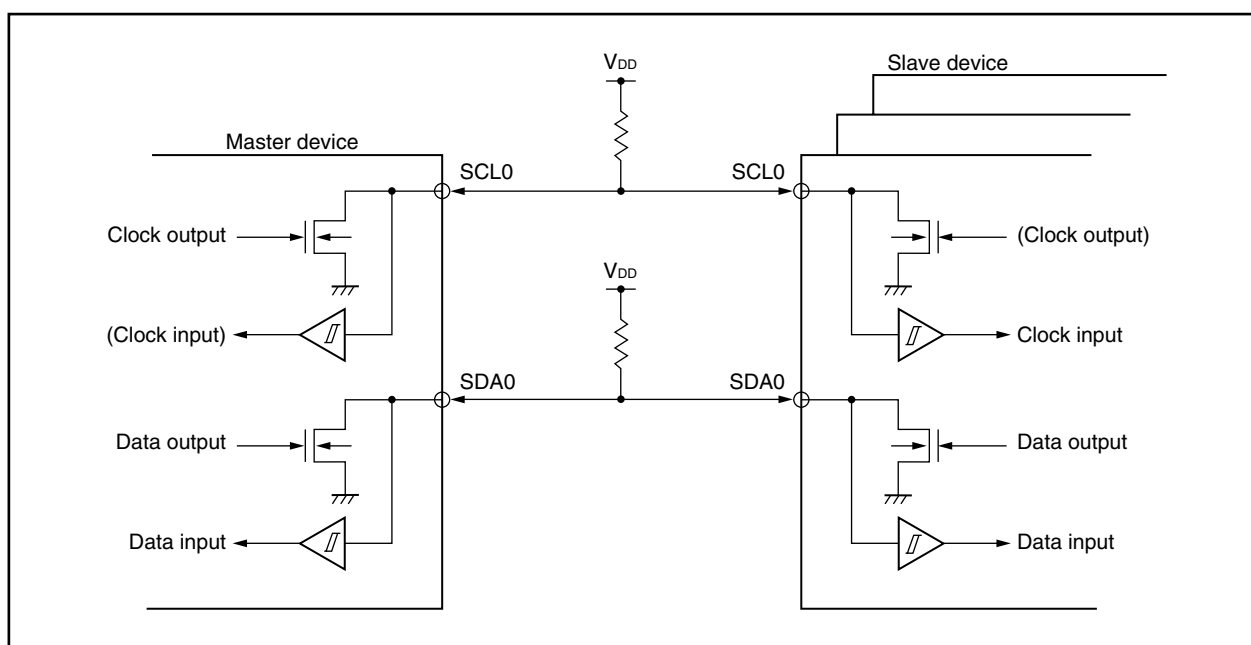 VDD
Slave device
Master device
SCL0
SCL0
Clock output
(Clock output)
VDD
(Clock input)
Clock input
SDA0
SDA0
Data output
Data output
Data input
Data input